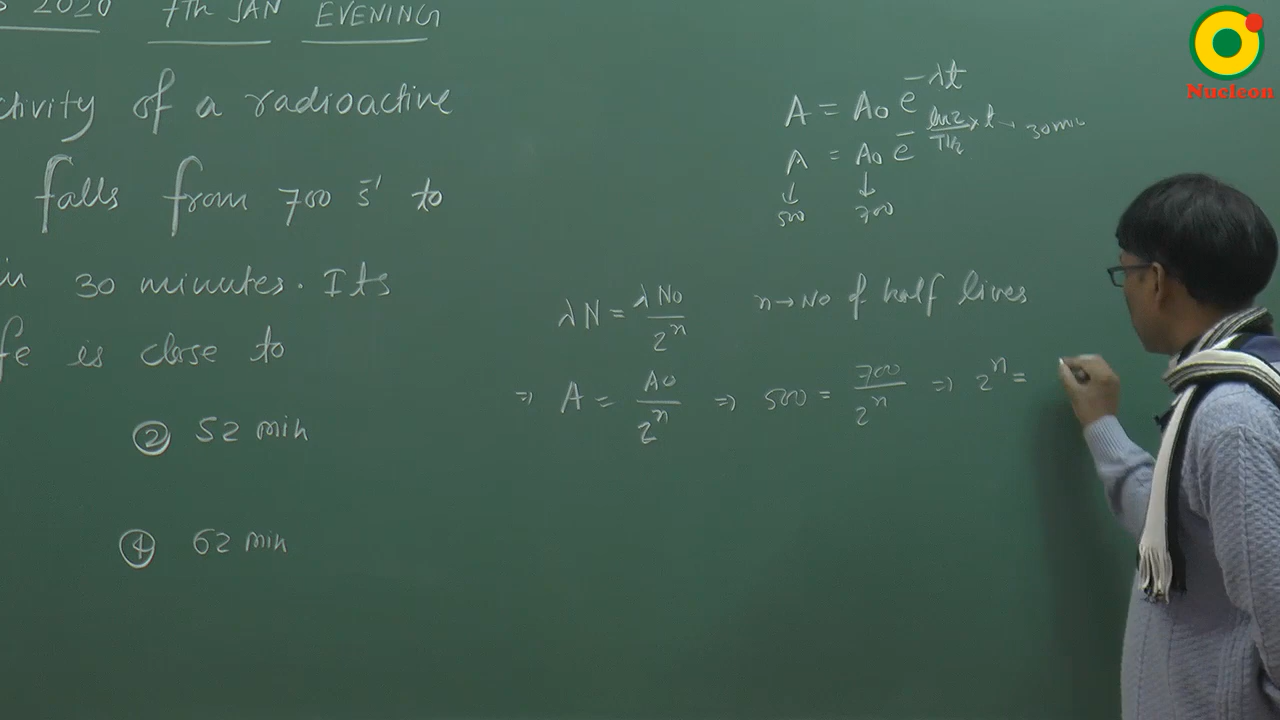 2020 7th JAN EVENING
ctivity of a radioactive
falls from 700 s⁻¹ to
in 30 minutes. Its
fe is close to
② 52 min
④ 62 min
A = A₀ e^(-λt)
A = A₀ e^(-(ln2/T1/2) × t) → 30 min
↓ ↓
500 700
λN = λN₀/2ⁿ n → No of half lives
⇒ A = A₀/2ⁿ ⇒ 500 = 700/2ⁿ ⇒ 2ⁿ =
Nucleon